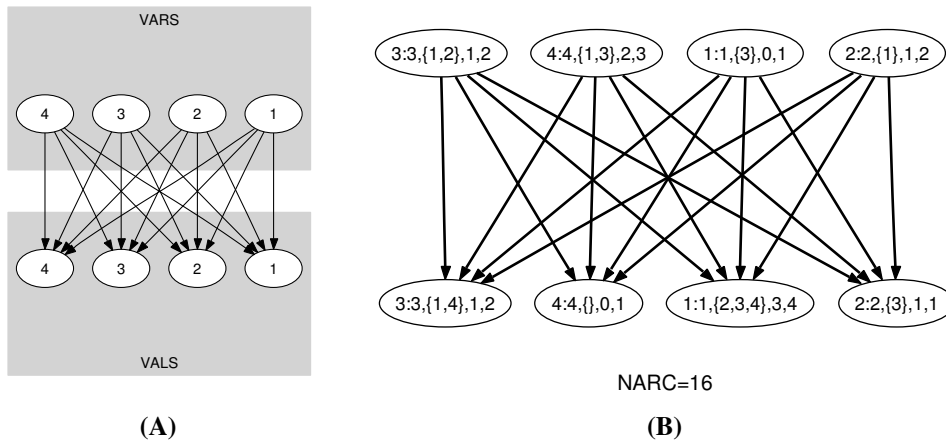 VARS
4 3 2 1
4 3 2 1
VALS
(A)
3:3,{1,2},1,2 4:4,{1,3},2,3 1:1,{3},0,1 2:2,{1},1,2
3:3,{1,4},1,2 4:4,{},0,1 1:1,{2,3,4},3,4 2:2,{3},1,1
NARC=16
(B)